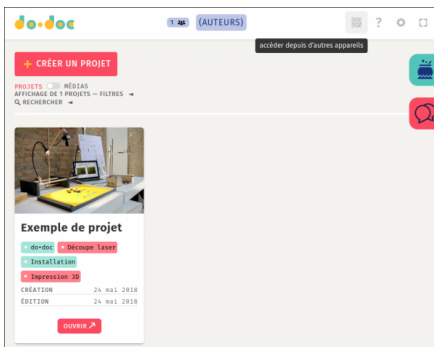 do•doc
1
(AUTEURS)
?
accèder depuis d'autres appareils
+ CRÉER UN PROJET
PROJETS MÉDIAS
AFFICHAGE DE 1 PROJETS — FILTRES
RECHERCHER
Exemple de projet
do•doc
Découpe laser
Installation
Impression 3D
CRÉATION 24 mai 2018
ÉDITION 24 mai 2018
OUVRIR